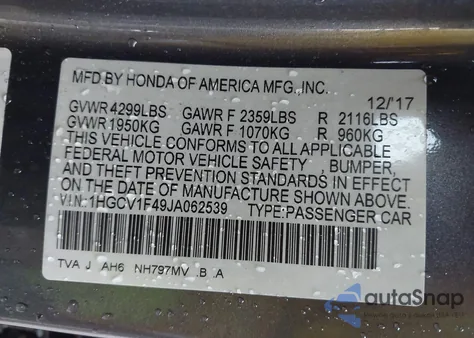 MFD BY HONDA OF AMERICA MFG., INC.
12/'17
GVWR 4299LBS GAWR F 2359LBS R 2116LBS
GVWR 1950KG GAWR F 1070KG R 960KG
THIS VEHICLE CONFORMS TO ALL APPLICABLE
FEDERAL MOTOR VEHICLE SAFETY , BUMPER,
AND THEFT PREVENTION STANDARDS IN EFFECT
ON THE DATE OF MANUFACTURE SHOWN ABOVE.
V.I.N.:1HGCV1F49JA062539 TYPE:PASSENGER CAR
TVA J AH6 NH797MV B A
autoSnap